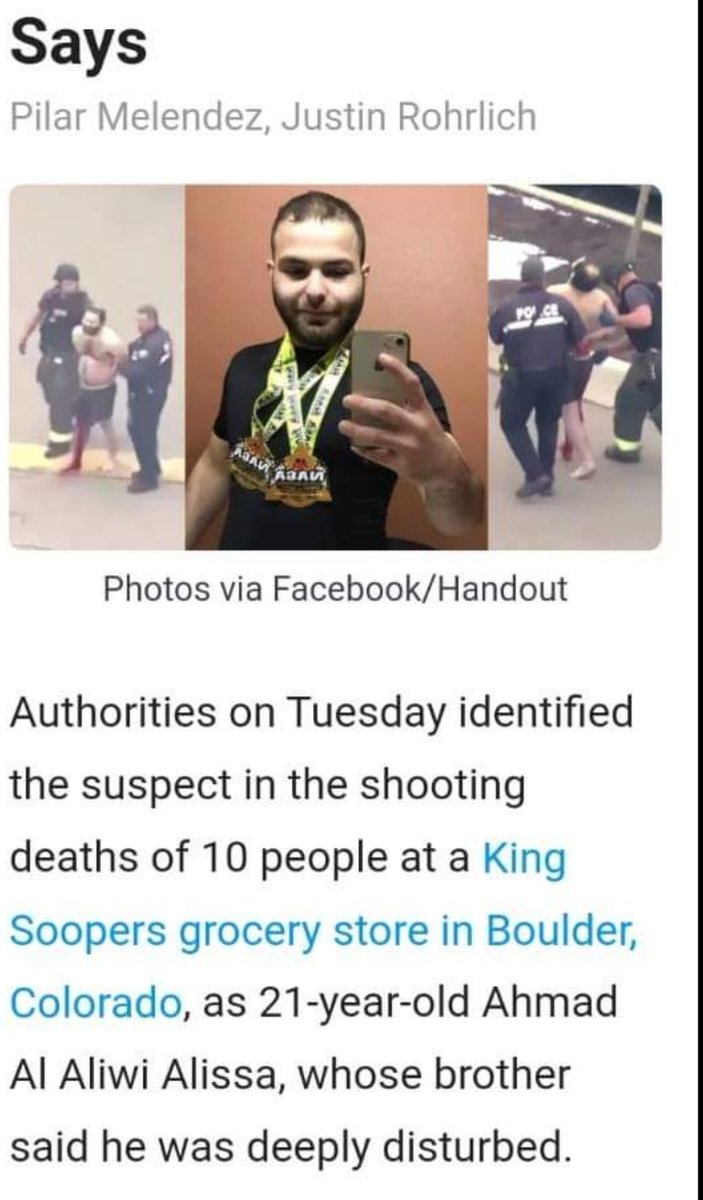 Says
Pilar Melendez, Justin Rohrlich
POLICE
Photos via Facebook/Handout
Authorities on Tuesday identified
the suspect in the shooting
deaths of 10 people at a King
Soopers grocery store in Boulder,
Colorado, as 21-year-old Ahmad
Al Aliwi Alissa, whose brother
said he was deeply disturbed.